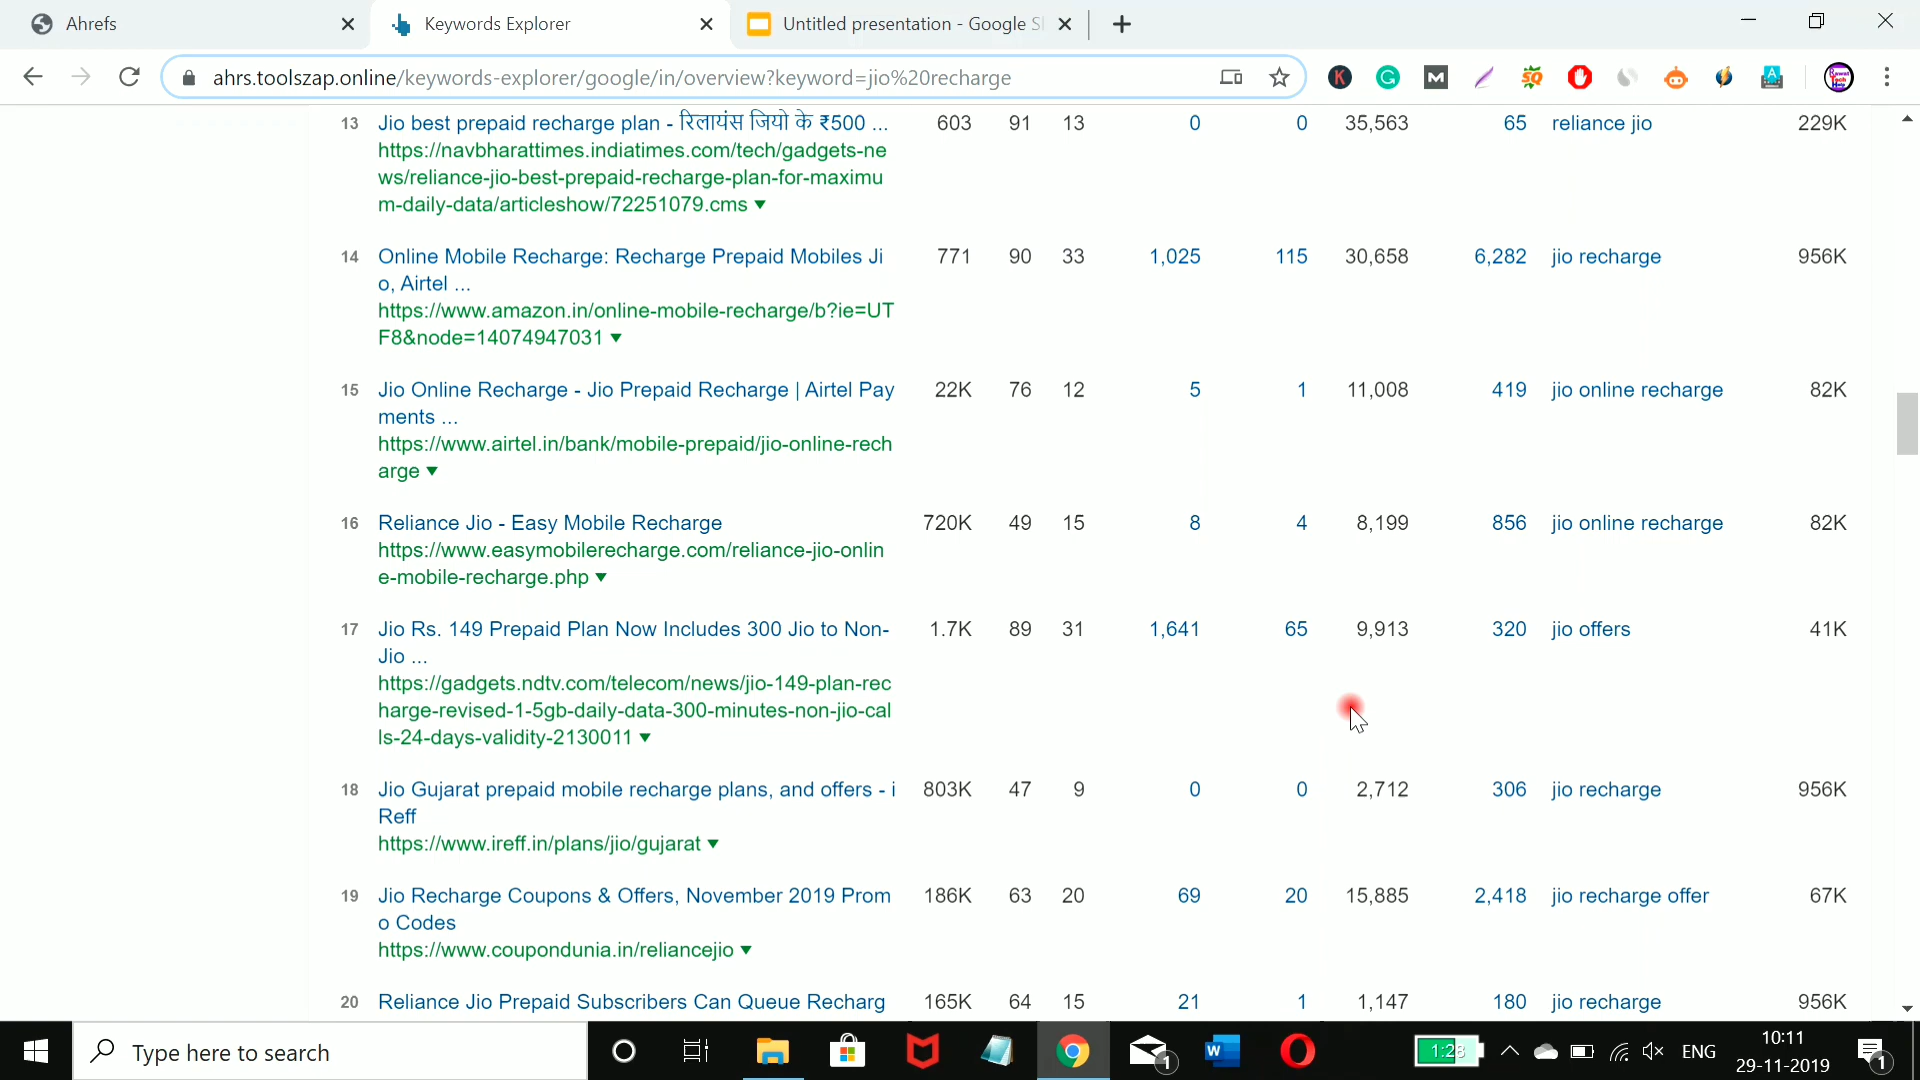 Ahrefs
Keywords Explorer
Untitled presentation - Google Sl
ahrs.toolszap.online/keywords-explorer/google/in/overview?keyword=jio%20recharge
13 Jio best prepaid recharge plan - रिलायंस जियो के ₹500 ... 603 91 13 0 0 35,563 65 reliance jio 229K
https://navbharattimes.indiatimes.com/tech/gadgets-ne
ws/reliance-jio-best-prepaid-recharge-plan-for-maximu
m-daily-data/articleshow/72251079.cms ▼
14 Online Mobile Recharge: Recharge Prepaid Mobiles Ji 771 90 33 1,025 115 30,658 6,282 jio recharge 956K
o, Airtel ...
https://www.amazon.in/online-mobile-recharge/b?ie=UT
F8&node=14074947031 ▼
15 Jio Online Recharge - Jio Prepaid Recharge | Airtel Pay 22K 76 12 5 1 11,008 419 jio online recharge 82K
ments ...
https://www.airtel.in/bank/mobile-prepaid/jio-online-rech
arge ▼
16 Reliance Jio - Easy Mobile Recharge 720K 49 15 8 4 8,199 856 jio online recharge 82K
https://www.easymobilerecharge.com/reliance-jio-onlin
e-mobile-recharge.php ▼
17 Jio Rs. 149 Prepaid Plan Now Includes 300 Jio to Non- 1.7K 89 31 1,641 65 9,913 320 jio offers 41K
Jio ...
https://gadgets.ndtv.com/telecom/news/jio-149-plan-rec
harge-revised-1-5gb-daily-data-300-minutes-non-jio-cal
ls-24-days-validity-2130011 ▼
18 Jio Gujarat prepaid mobile recharge plans, and offers - i 803K 47 9 0 0 2,712 306 jio recharge 956K
Reff
https://www.ireff.in/plans/jio/gujarat ▼
19 Jio Recharge Coupons & Offers, November 2019 Prom 186K 63 20 69 20 15,885 2,418 jio recharge offer 67K
o Codes
https://www.coupondunia.in/reliancejio ▼
20 Reliance Jio Prepaid Subscribers Can Queue Recharg 165K 64 15 21 1 1,147 180 jio recharge 956K
Type here to search
1:28
ENG
10:11
29-11-2019
1
1